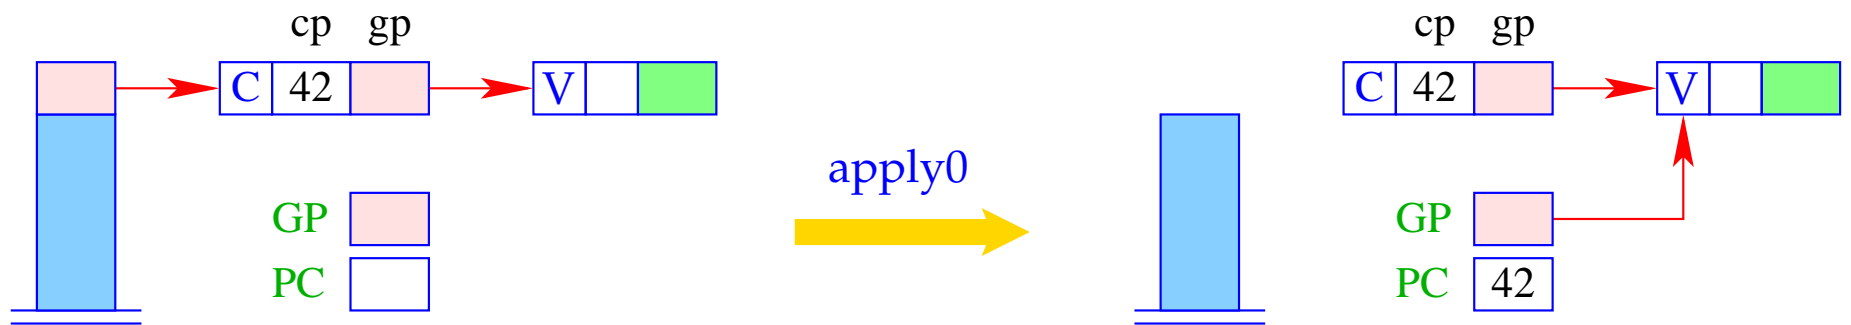 cp gp
C 42 V
GP
PC
apply0
cp gp
C 42 V
GP
PC 42